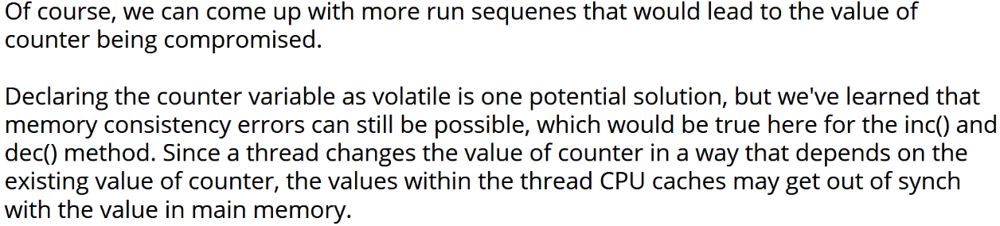 Of course, we can come up with more run sequenes that would lead to the value of
counter being compromised.
Declaring the counter variable as volatile is one potential solution, but we've learned that
memory consistency errors can still be possible, which would be true here for the inc() and
dec() method. Since a thread changes the value of counter in a way that depends on the
existing value of counter, the values within the thread CPU caches may get out of synch
with the value in main memory.